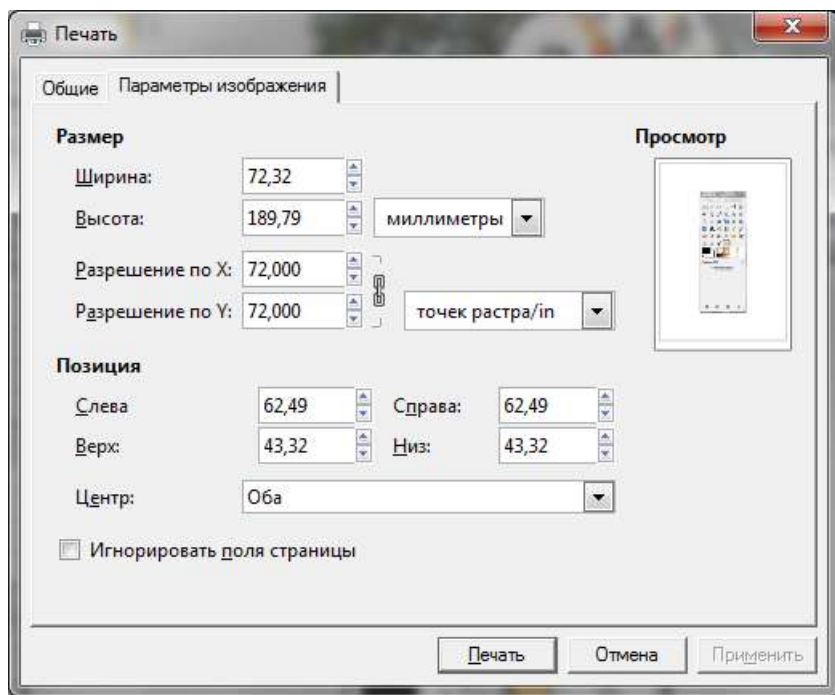 Печать
Общие Параметры изображения
Размер Просмотр
Ширина: 72,32
Высота: 189,79 миллиметры
Разрешение по X: 72,000
Разрешение по Y: 72,000 точек растра/in
Позиция
Слева 62,49 Справа: 62,49
Верх: 43,32 Низ: 43,32
Центр: Оба
Игнорировать поля страницы
Печать Отмена Применить